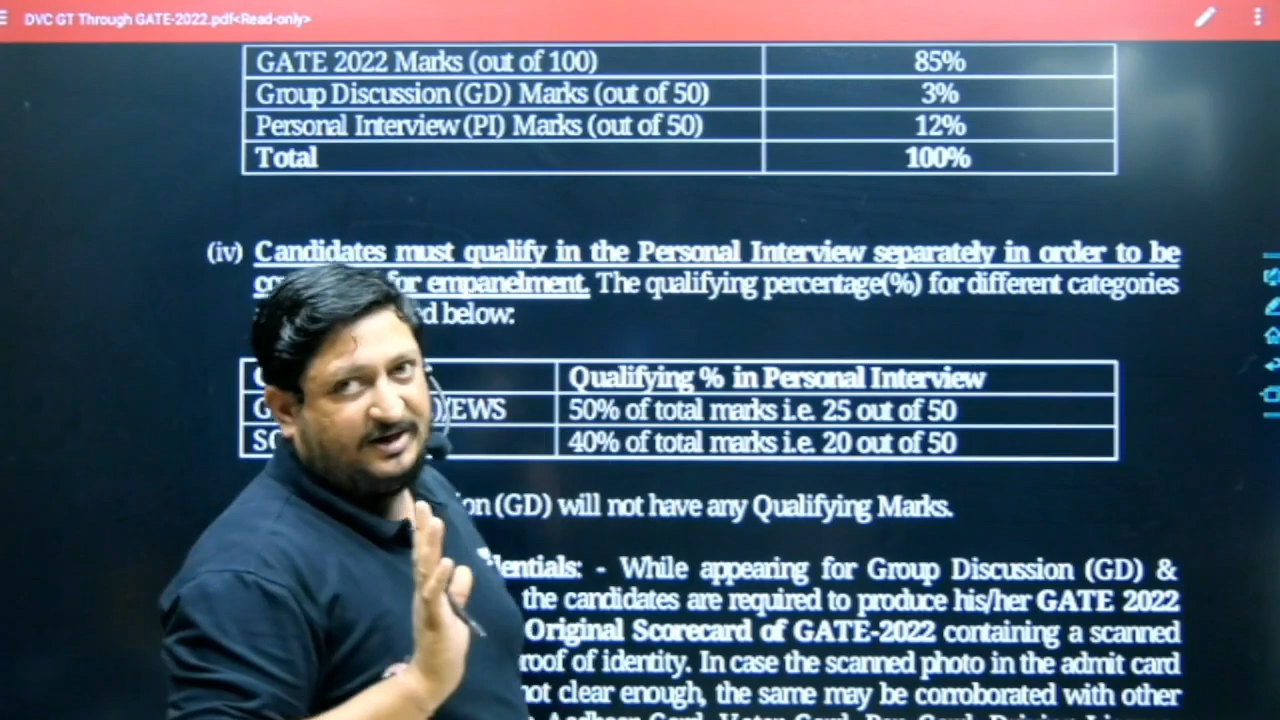 DVC GT Through GATE-2022.pdf<Read-only>
GATE 2022 Marks (out of 100) 85%
Group Discussion (GD) Marks (out of 50) 3%
Personal Interview (PI) Marks (out of 50) 12%
Total 100%
(iv) Candidates must qualify in the Personal Interview separately in order to be
for empanelment. The qualifying percentage(%) for different categories
below:
Qualifying % in Personal Interview
/EWS 50% of total marks i.e. 25 out of 50
40% of total marks i.e. 20 out of 50
(GD) will not have any Qualifying Marks.
- While appearing for Group Discussion (GD) &
the candidates are required to produce his/her GATE 2022
Original Scorecard of GATE-2022 containing a scanned
of identity. In case the scanned photo in the admit card
clear enough, the same may be corroborated with other